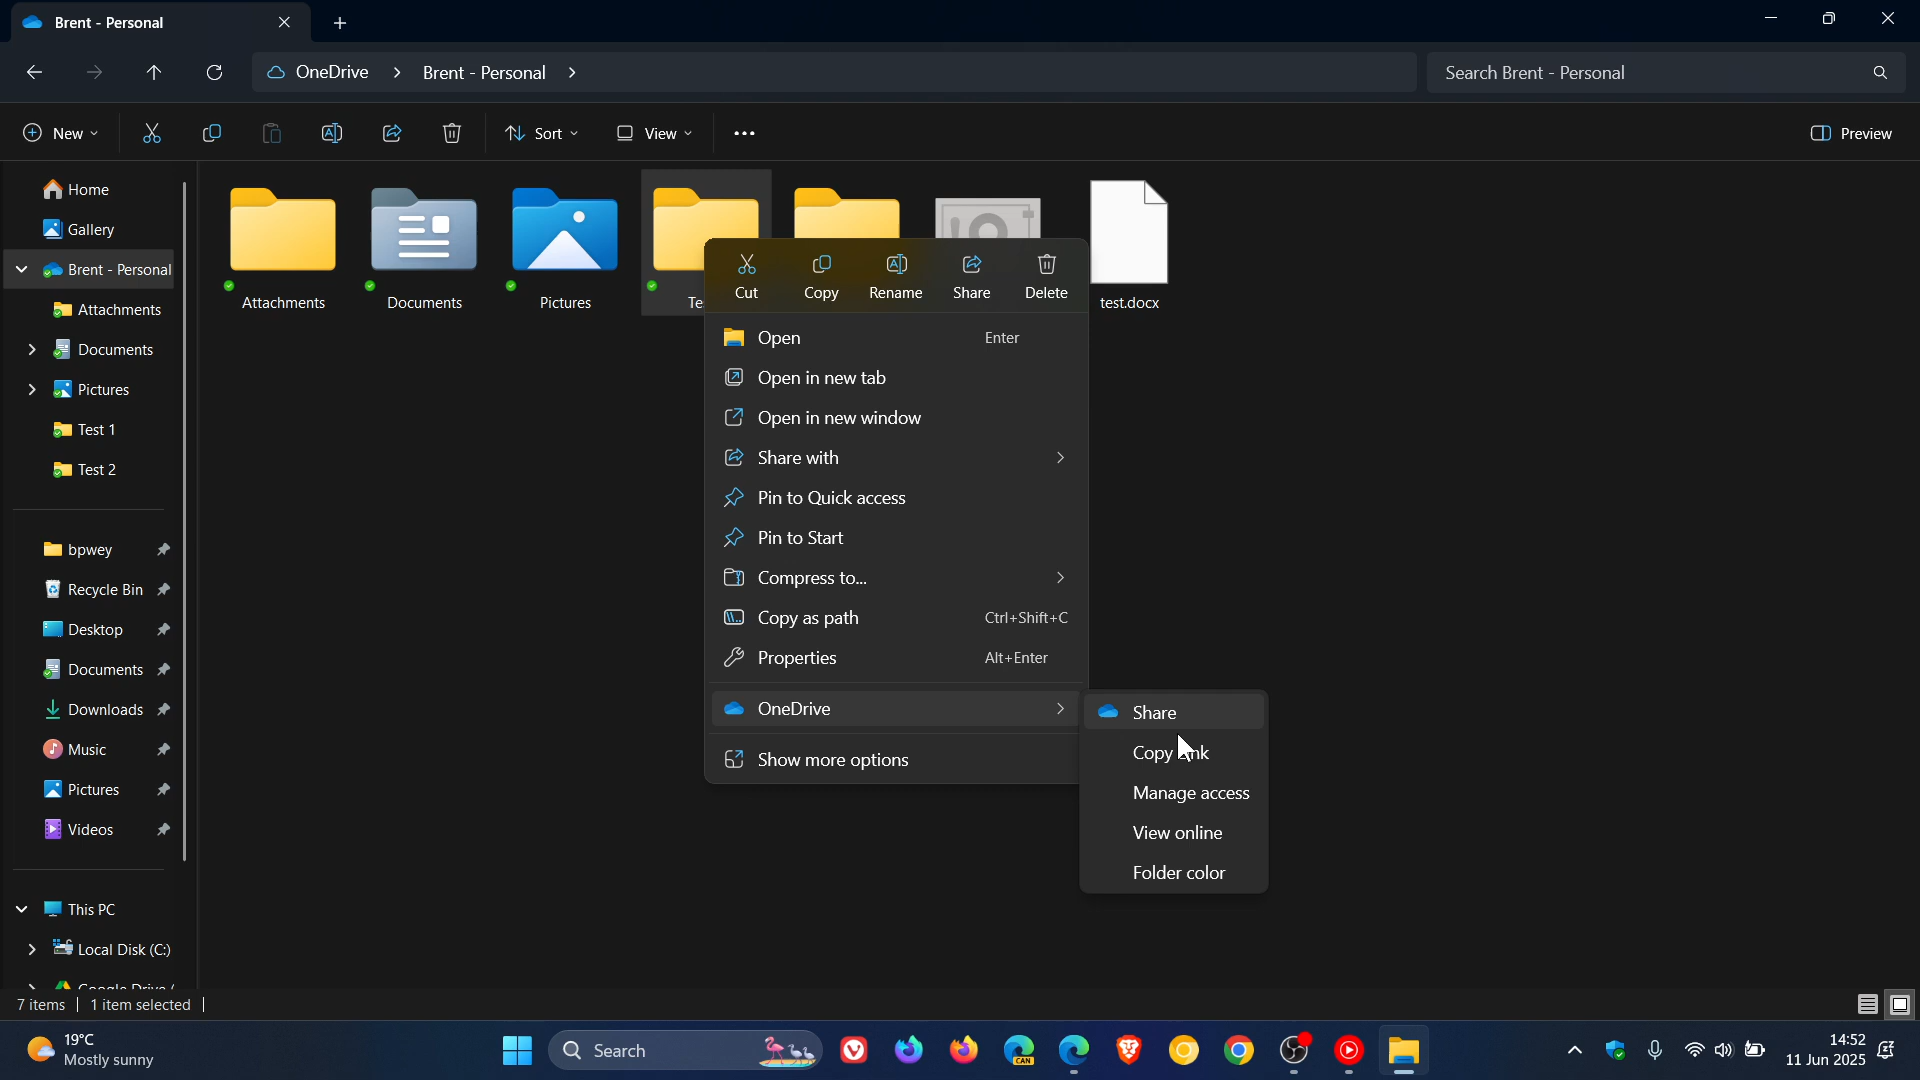 Brent - Personal
OneDrive > Brent - Personal >
Search Brent - Personal
New
Sort
View
Preview
Home
Gallery
Brent - Personal
Attachments
Documents
Pictures
Test 1
Test 2
bpwey
Recycle Bin
Desktop
Documents
Downloads
Music
Pictures
Videos
This PC
Local Disk (C:)
Attachments
Documents
Pictures
test.docx
Cut
Copy
Rename
Share
Delete
Open Enter
Open in new tab
Open in new window
Share with
Pin to Quick access
Pin to Start
Compress to...
Copy as path Ctrl+Shift+C
Properties Alt+Enter
OneDrive
Show more options
Share
Copy link
Manage access
View online
Folder color
7 items
1 item selected
19°C
Mostly sunny
Search
CAN
14:52
11 Jun 2025